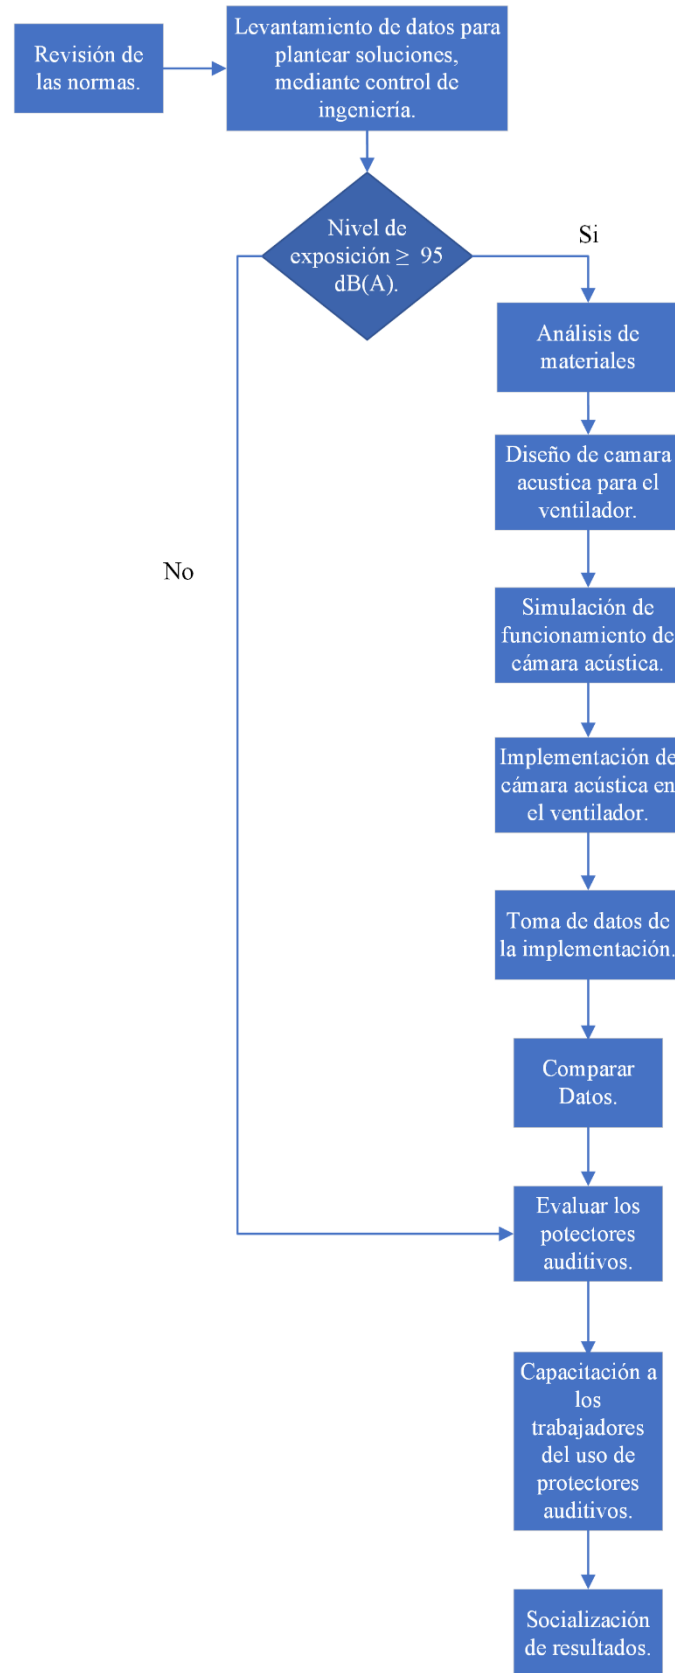 Revisión de
las normas.
Levantamiento de datos para
plantear soluciones,
mediante control de
ingeniería.
Nivel de
exposición ≥ 95
dB(A).
Si
Análisis de
materiales
Diseño de camara
acustica para el
ventilador.
No
Simulación de
funcionamiento de
cámara acústica.
Implementación de
cámara acústica en
el ventilador.
Toma de datos de
la implementación.
Comparar
Datos.
Evaluar los
potectores
auditivos.
Capacitación a
los
trabajadores
del uso de
protectores
auditivos.
Socialización
de resultados.